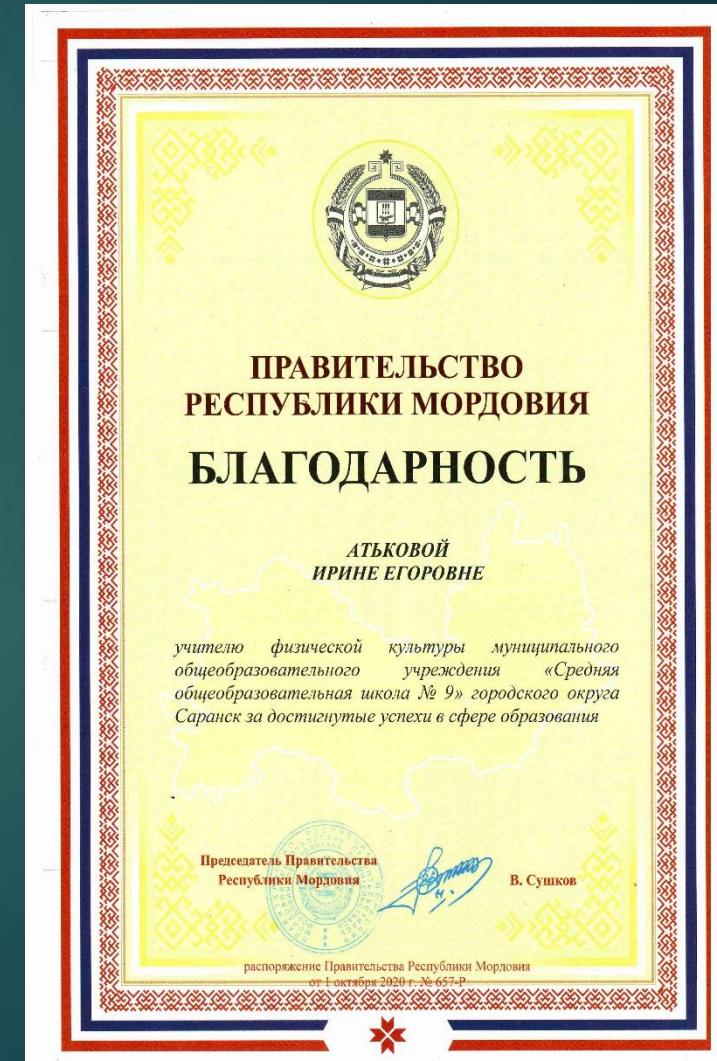 ПРАВИТЕЛЬСТВО
РЕСПУБЛИКИ МОРДОВИЯ
БЛАГОДАРНОСТЬ
АТЬКОВОЙ
ИРИНЕ ЕГОРОВНЕ
учителю физической культуры муниципального
общеобразовательного учреждения «Средняя
общеобразовательная школа № 9» городского округа
Саранск за достигнутые успехи в сфере образования
Председатель Правительства
Республики Мордовия
В. Сушков
распоряжение Правительства Республики Мордовия
от 1 октября 2020 г. № 657-Р